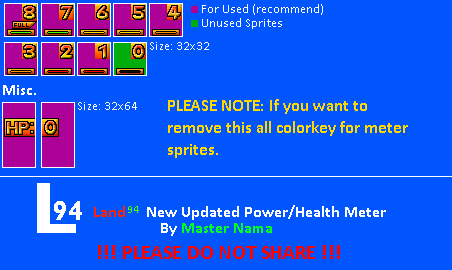 8 7 6 5 4
FULL
For Used (recommend)
Unused Sprites
3 2 1 0
Size: 32x32
Misc.
Size: 32x64
HP: 0
PLEASE NOTE: If you want to
remove this all colorkey for meter
sprites.
L94 Land94 New Updated Power/Health Meter
By Master Nama
!!! PLEASE DO NOT SHARE !!!